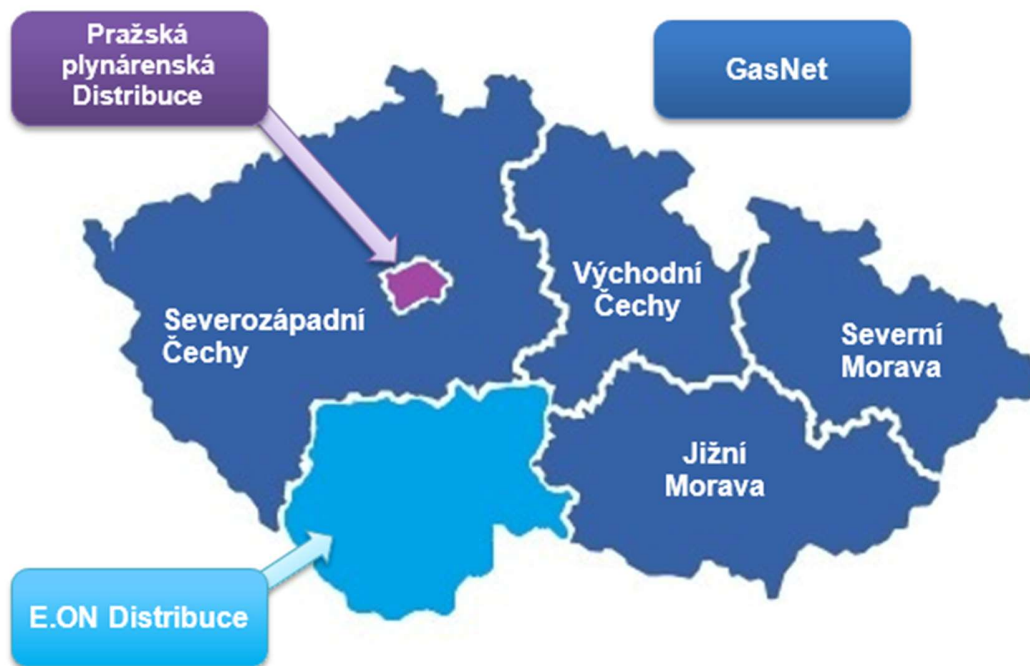 Pražská
plynárenská
Distribuce
GasNet
Východní
Čechy
Severozápadní
Čechy
Severní
Morava
Jižní
Morava
E.ON Distribuce